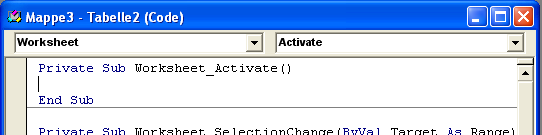 Mappe3 - Tabelle2 (Code)
Worksheet Activate
Private Sub Worksheet_Activate()
End Sub
Private Sub Worksheet_SelectionChange(ByVal Target As Range)